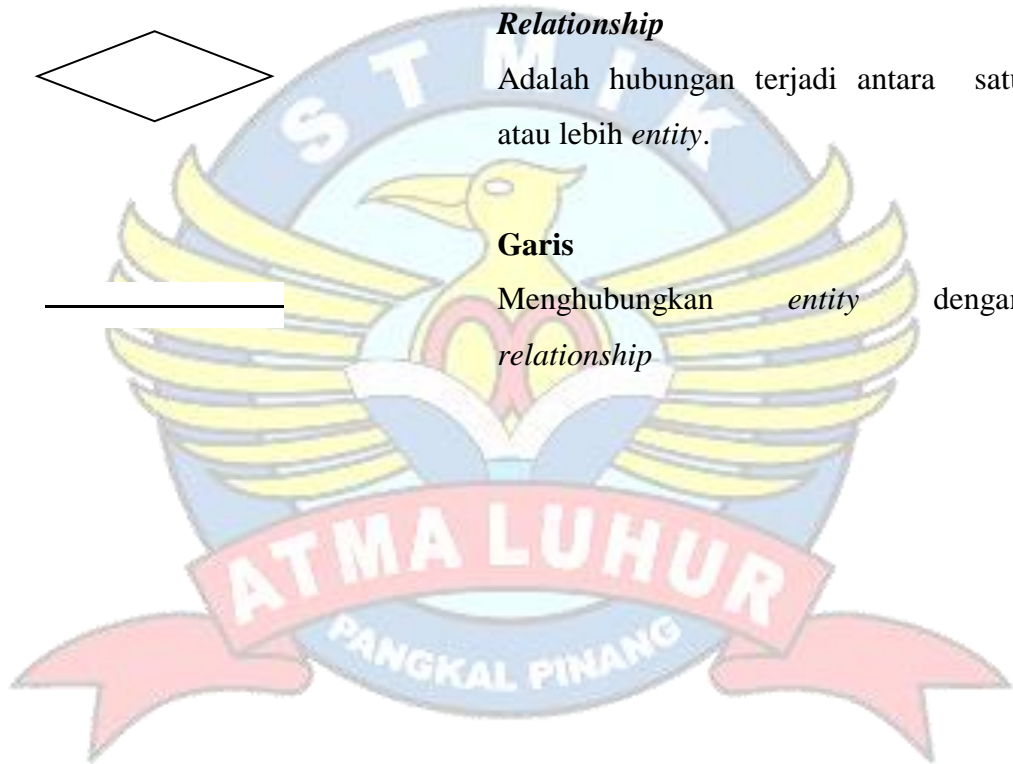 Relationship
Adalah hubungan terjadi antara satu
atau lebih entity.
Garis
Menghubungkan entity dengan
relationship
STMIK
ATMA LUHUR
PANGKAL PINANG